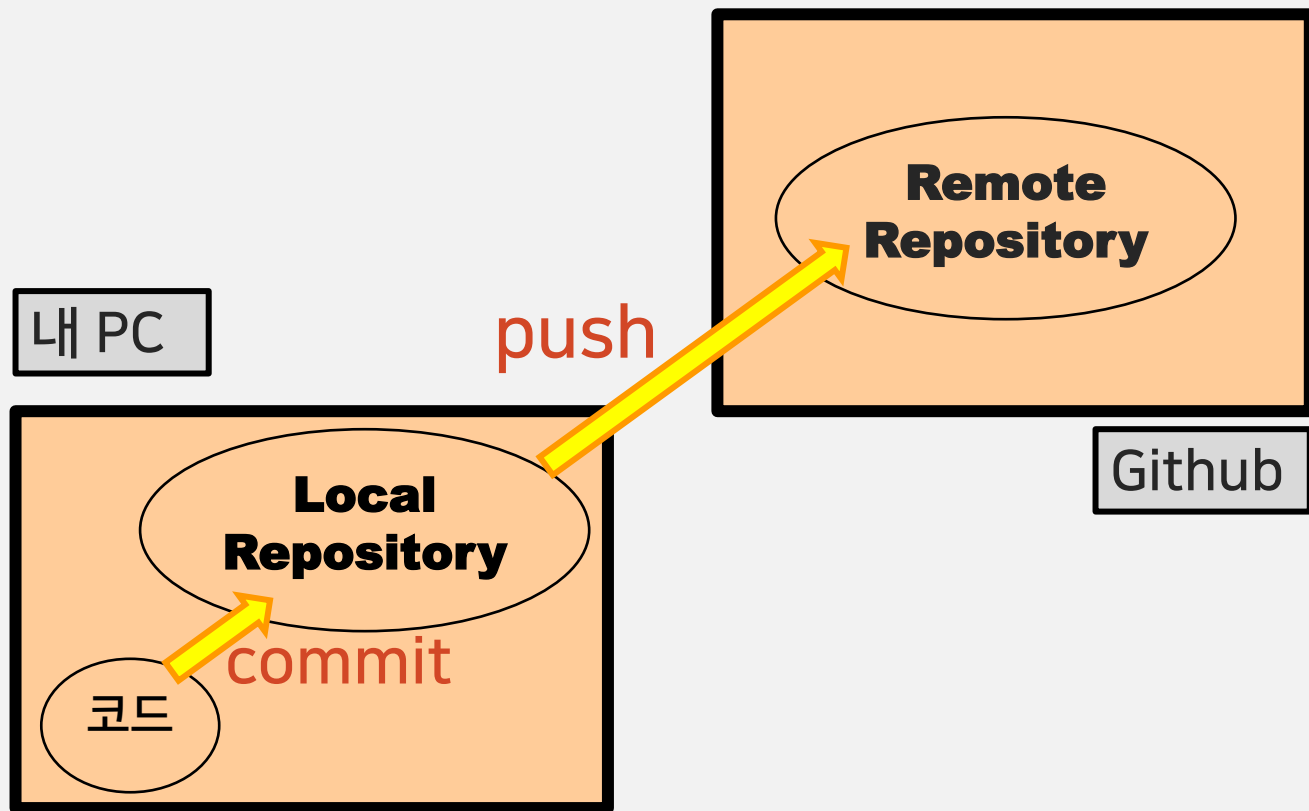 Remote
Repository
내 PC
push
Github
Local
Repository
commit
코드